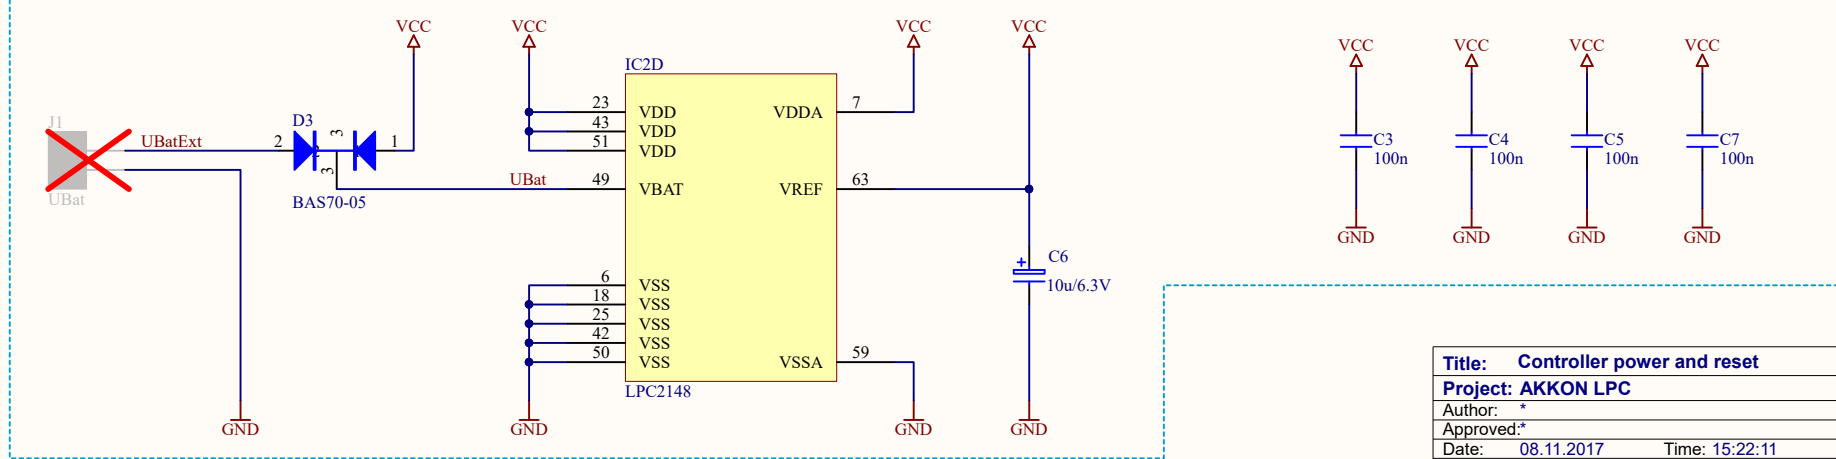 VCC
VCC
VCC
VCC
VCC
VCC
VCC
VCC
IC2D
23 VDD
43 VDD
51 VDD
49 VBAT
6 VSS
18 VSS
25 VSS
42 VSS
50 VSS
VDDA 7
VREF 63
VSSA 59
LPC2148
J1
UBat
UBatExt
D3
2
3
1
3
BAS70-05
UBat
+
C6
10u/6.3V
C3
100n
C4
100n
C5
100n
C7
100n
GND
GND
GND
GND
GND
GND
GND
GND
Title: Controller power and reset
Project: AKKON LPC
Author: *
Approved:*
Date: 08.11.2017 Time: 15:22:11